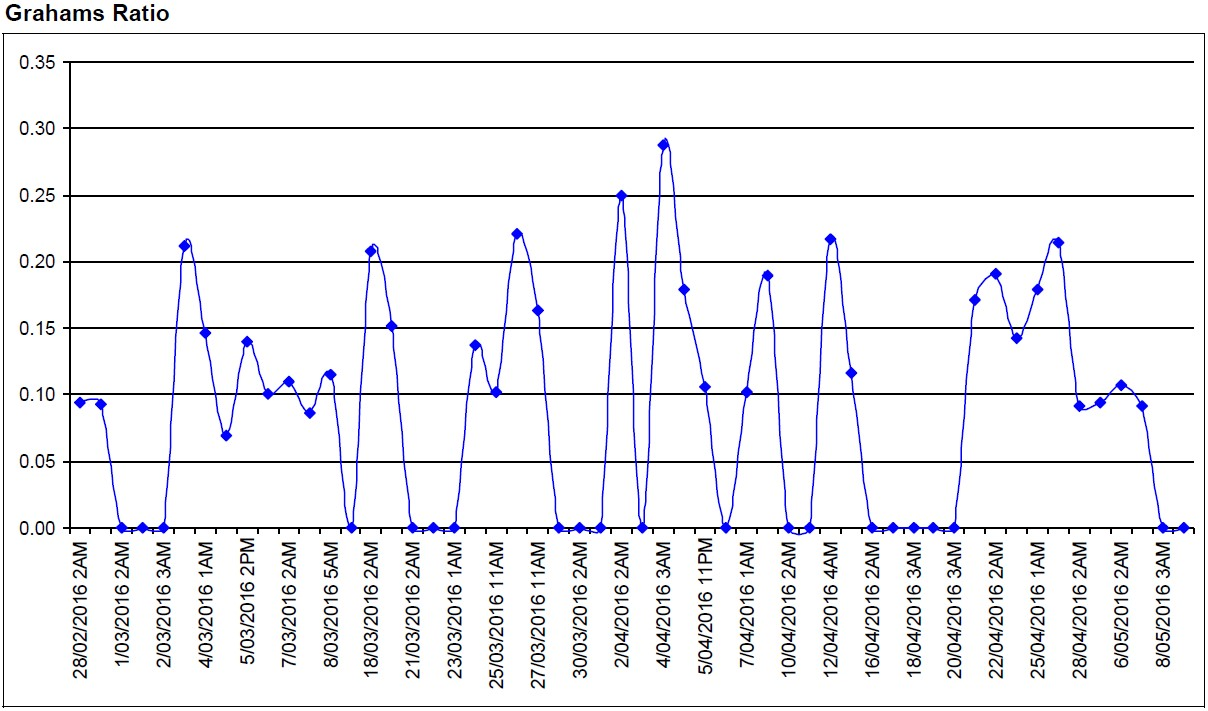 Grahams Ratio
0.35
0.30
0.25
0.20
0.15
0.10
0.05
0.00
28/02/2016 2AM
1/03/2016 2AM
2/03/2016 3AM
4/03/2016 1AM
5/03/2016 2PM
7/03/2016 2AM
8/03/2016 5AM
18/03/2016 2AM
21/03/2016 2AM
23/03/2016 1AM
25/03/2016 11AM
27/03/2016 11AM
30/03/2016 2AM
2/04/2016 2AM
4/04/2016 3AM
5/04/2016 11PM
7/04/2016 1AM
10/04/2016 2AM
12/04/2016 4AM
16/04/2016 2AM
18/04/2016 3AM
20/04/2016 3AM
22/04/2016 2AM
25/04/2016 1AM
28/04/2016 2AM
6/05/2016 2AM
8/05/2016 3AM